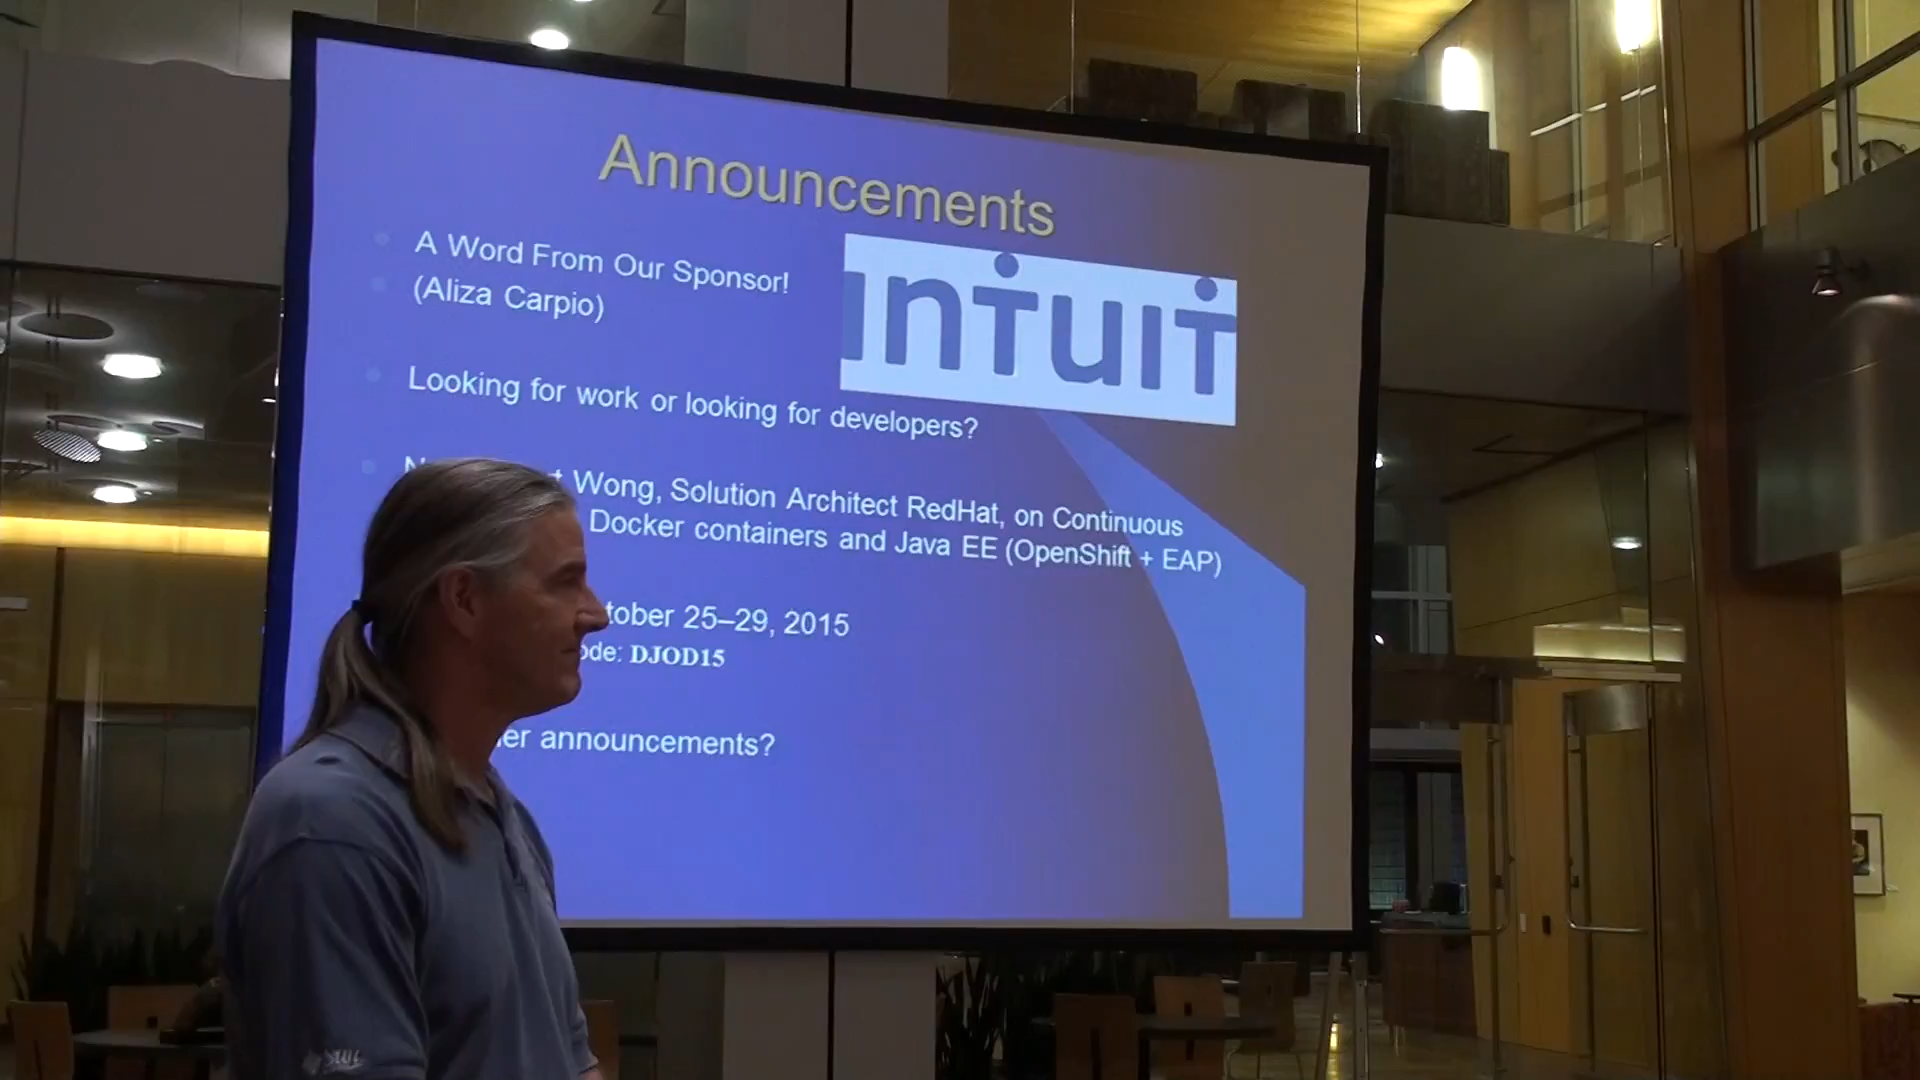 Announcements
A Word From Our Sponsor!
(Aliza Carpio)
INTUIT
Looking for work or looking for developers?
Wong, Solution Architect RedHat, on Continuous
Docker containers and Java EE (OpenShift + EAP)
tober 25–29, 2015
ode: DJOD15
er announcements?